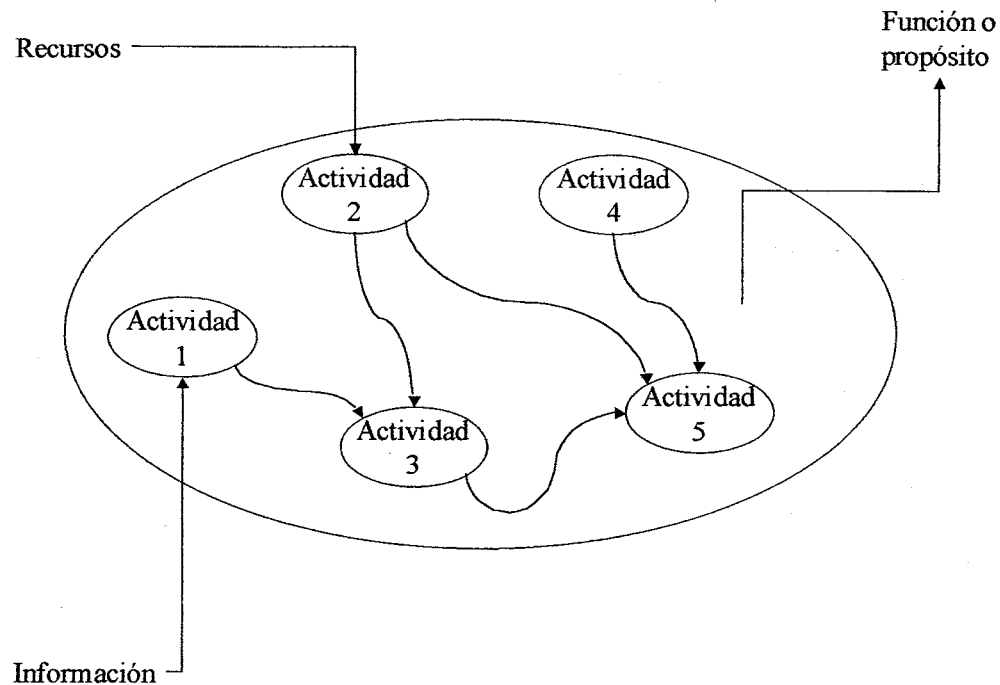 Función o
propósito
Recursos
Actividad
2
Actividad
4
Actividad
1
Actividad
3
Actividad
5
Información